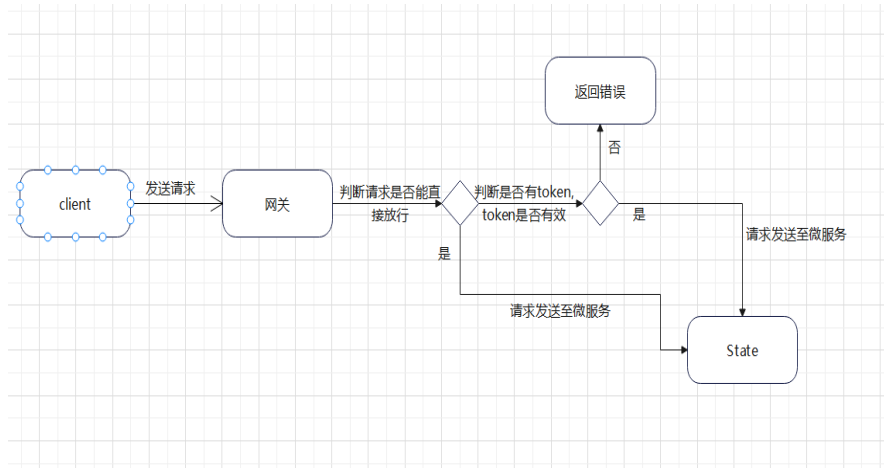 返回错误
否
client
发送请求
网关
判断请求是否能直
接放行
判断是否有token,
token是否有效
是
请求发送至微服务
是
请求发送至微服务
State